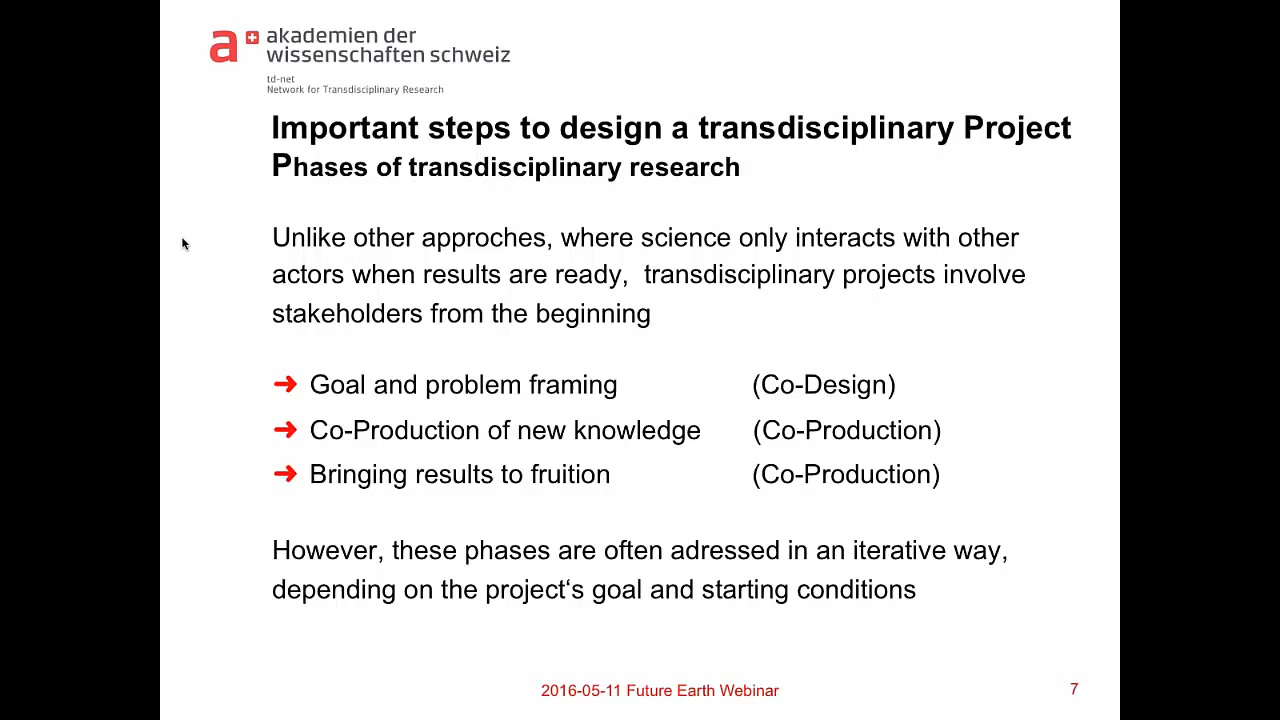 akademien der
wissenschaften schweiz
td-net
Network for Transdisciplinary Research
Important steps to design a transdisciplinary Project
Phases of transdisciplinary research
Unlike other approches, where science only interacts with other
actors when results are ready, transdisciplinary projects involve
stakeholders from the beginning
➔ Goal and problem framing (Co-Design)
➔ Co-Production of new knowledge (Co-Production)
➔ Bringing results to fruition (Co-Production)
However, these phases are often adressed in an iterative way,
depending on the project‘s goal and starting conditions
2016-05-11 Future Earth Webinar 7